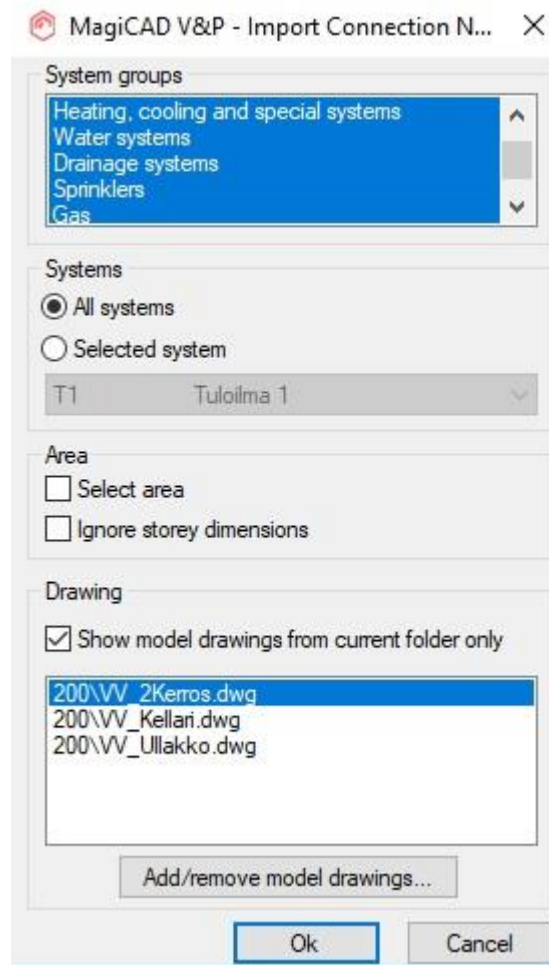 MagiCAD V&P - Import Connection N...
System groups
Heating, cooling and special systems
Water systems
Drainage systems
Sprinklers
Gas
Systems
All systems
Selected system
T1 Tuloilma 1
Area
Select area
Ignore storey dimensions
Drawing
Show model drawings from current folder only
200\VV_2Kerros.dwg
200\VV_Kellari.dwg
200\VV_Ullakko.dwg
Add/remove model drawings...
Ok Cancel